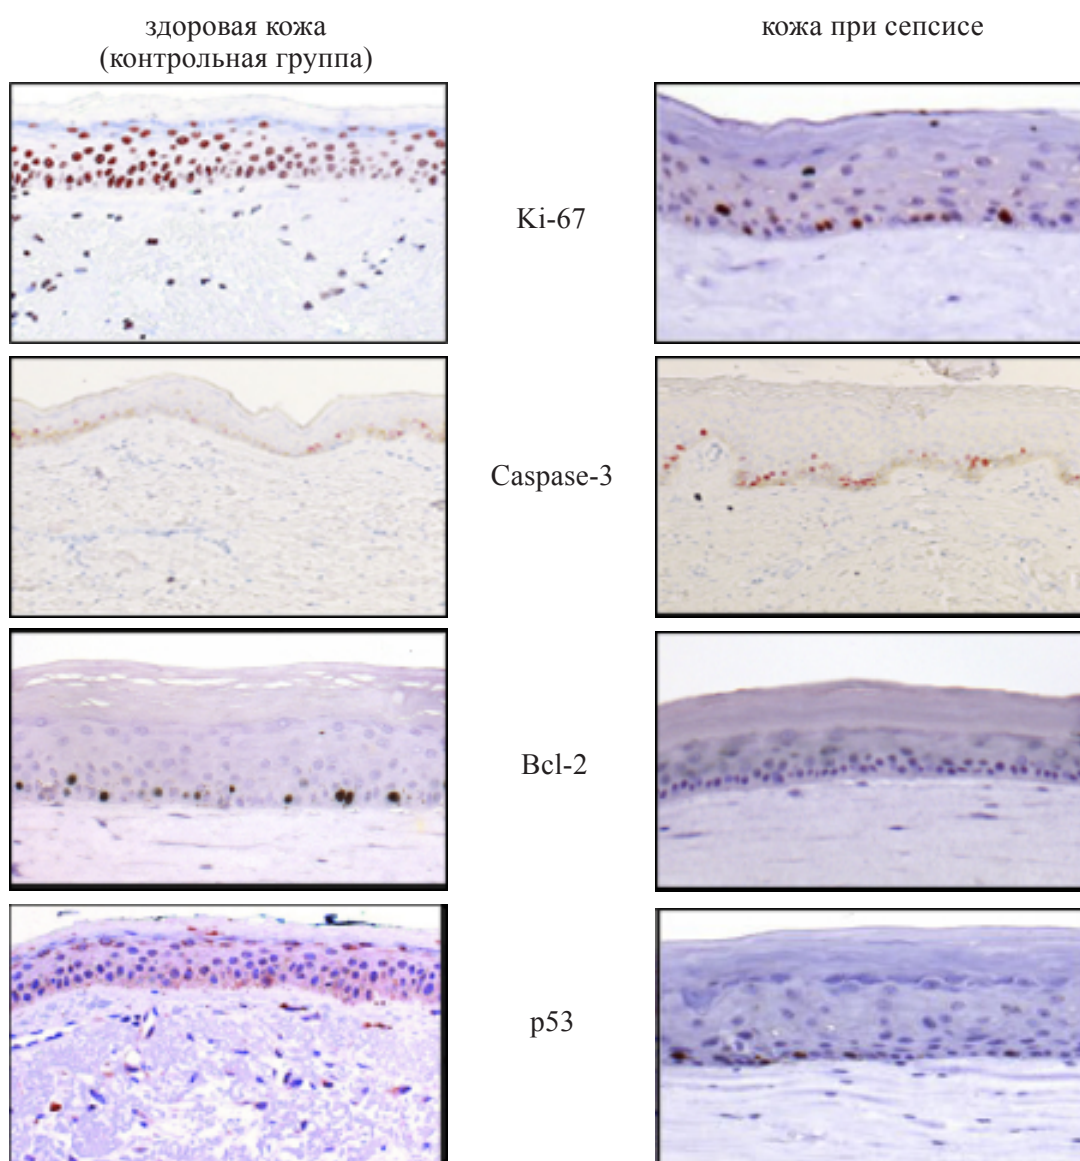 здоровая кожа
(контрольная группа)
кожа при сепсисе
Ki-67
Caspase-3
Bcl-2
p53